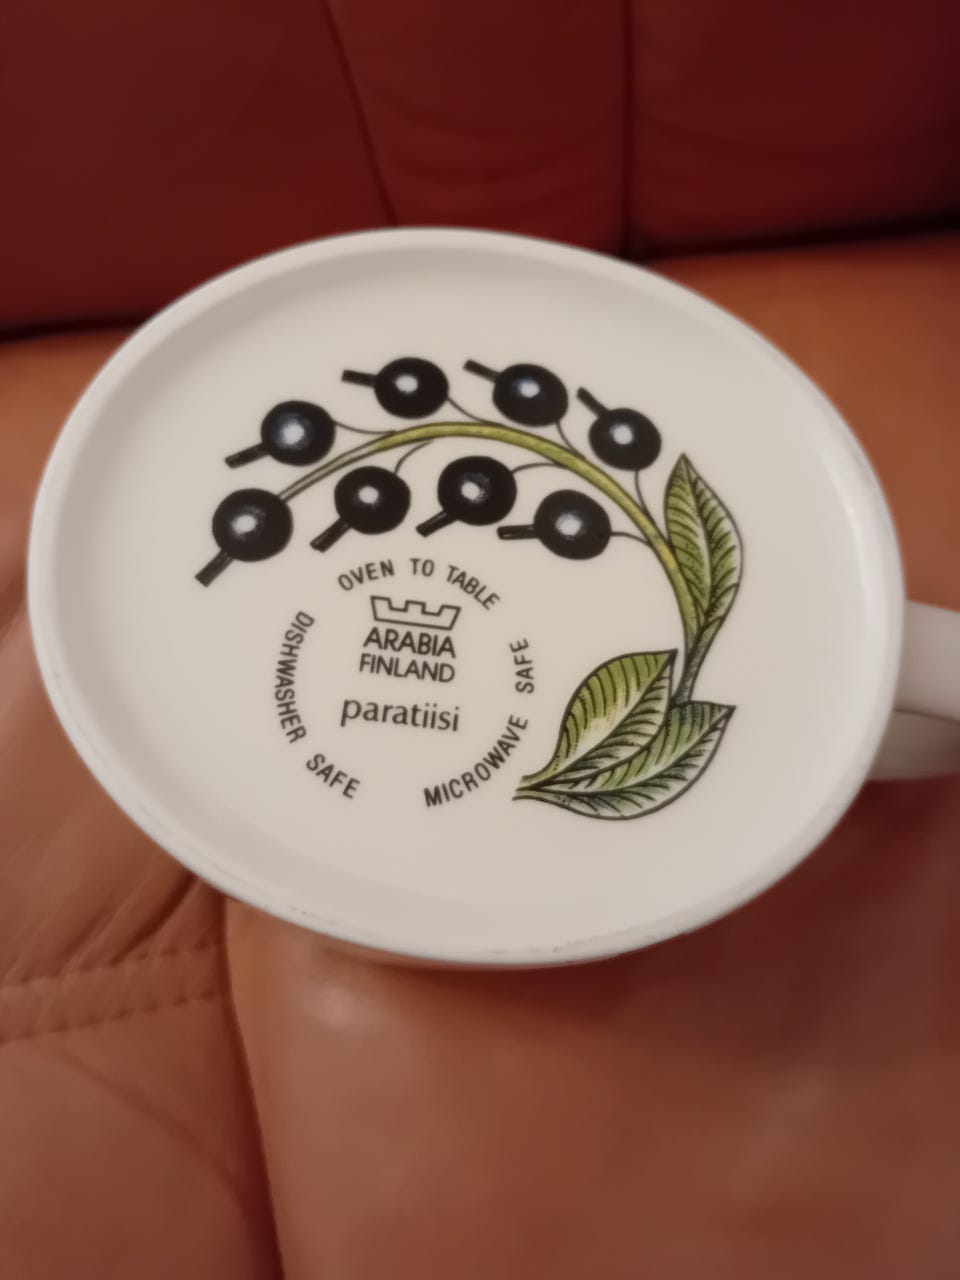 OVEN TO TABLE
ARABIA
FINLAND
paratiisi
DISHWASHER SAFE
MICROWAVE SAFE